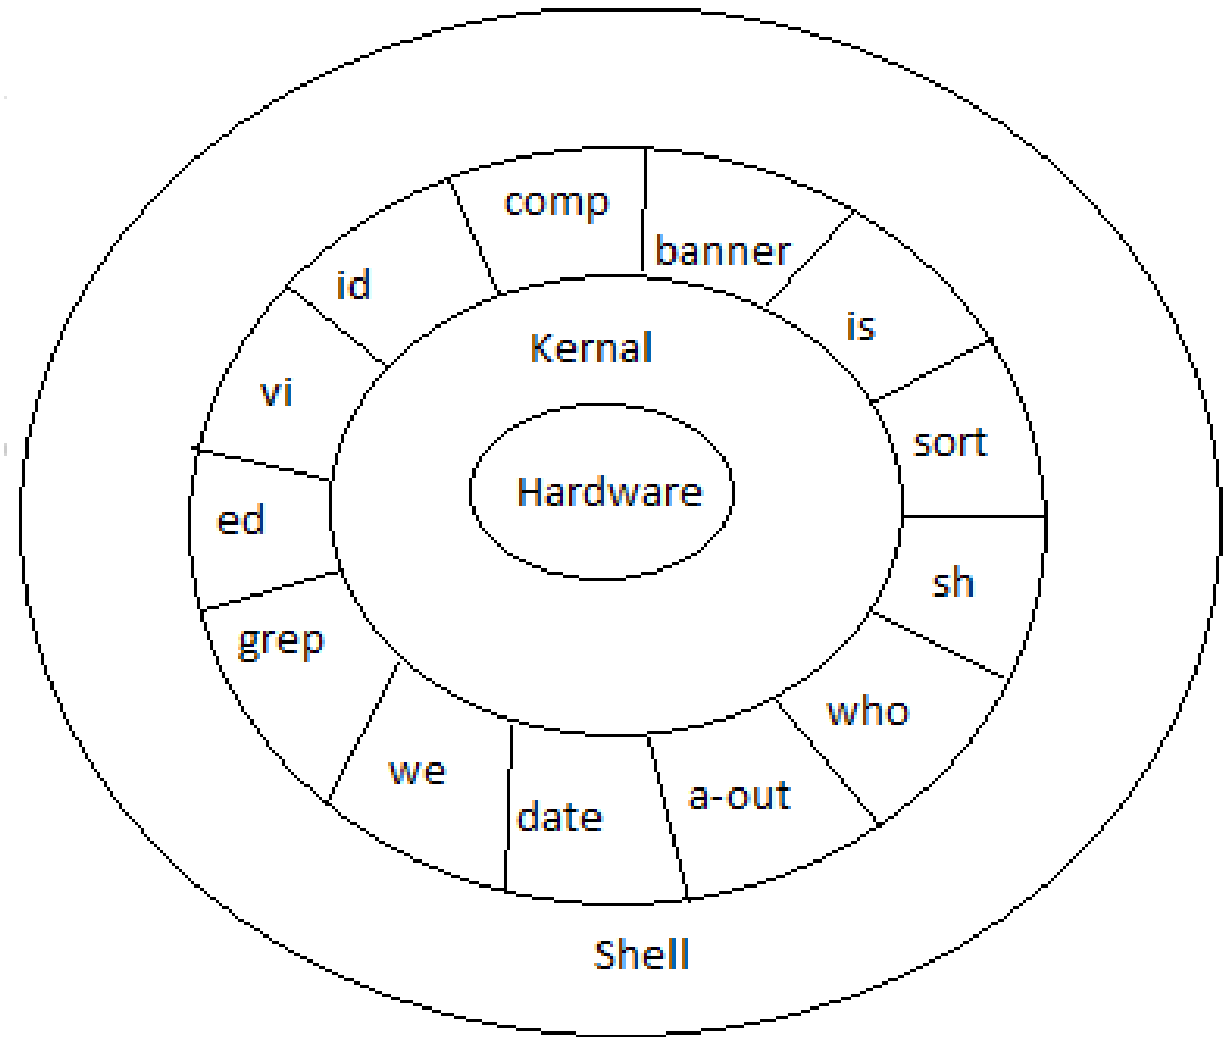 comp
banner
id
is
Kernal
vi
sort
Hardware
ed
sh
grep
who
we
a-out
date
Shell